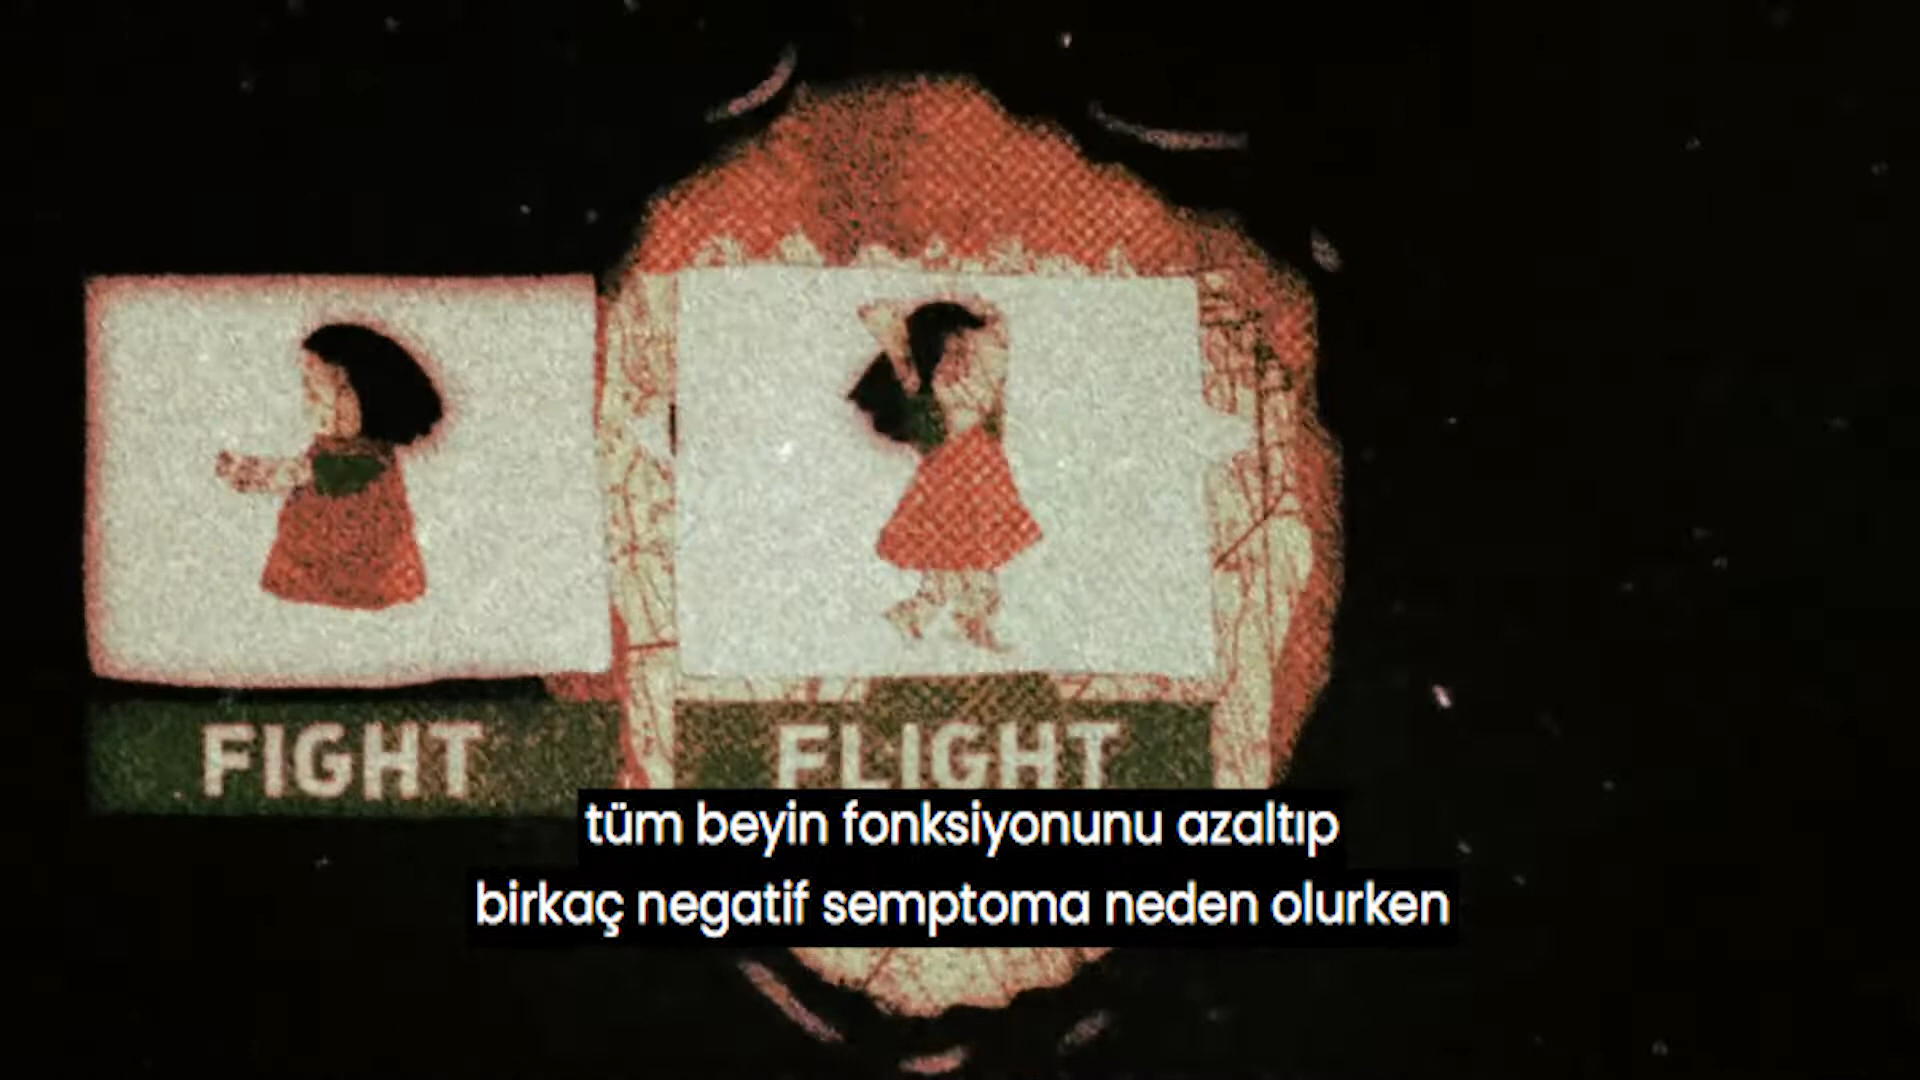 FIGHT
FLIGHT
tüm beyin fonksiyonunu azaltıp
birkaç negatif semptoma neden olurken